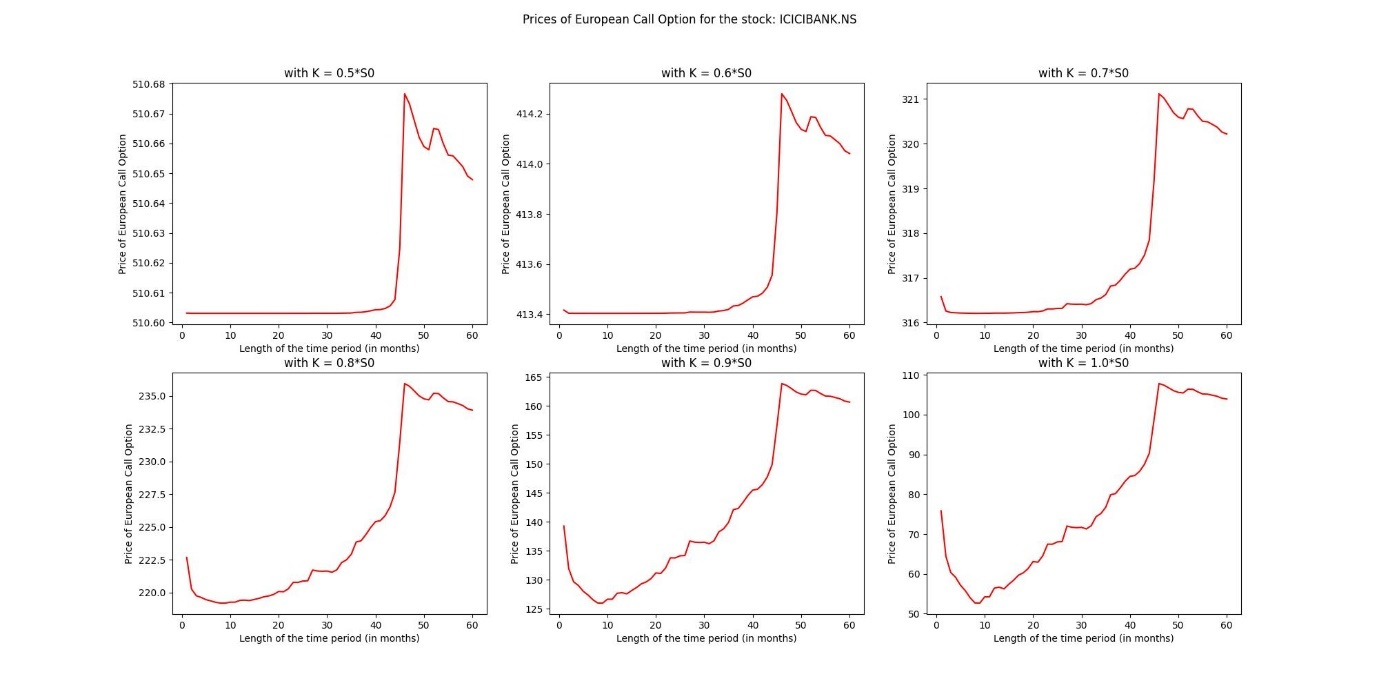 Prices of European Call Option for the stock: ICICIBANK.NS
with K = 0.5*S0
510.68
510.67
510.66
510.65
510.64
510.63
510.62
510.61
510.60
Price of European Call Option
0 10 20 30 40 50 60
Length of the time period (in months)
with K = 0.6*S0
414.2
414.0
413.8
413.6
413.4
Price of European Call Option
0 10 20 30 40 50 60
Length of the time period (in months)
with K = 0.7*S0
321
320
319
318
317
316
Price of European Call Option
0 10 20 30 40 50 60
Length of the time period (in months)
with K = 0.8*S0
235.0
232.5
230.0
227.5
225.0
222.5
220.0
Price of European Call Option
0 10 20 30 40 50 60
Length of the time period (in months)
with K = 0.9*S0
165
160
155
150
145
140
135
130
125
Price of European Call Option
0 10 20 30 40 50 60
Length of the time period (in months)
with K = 1.0*S0
110
100
90
80
70
60
50
Price of European Call Option
0 10 20 30 40 50 60
Length of the time period (in months)